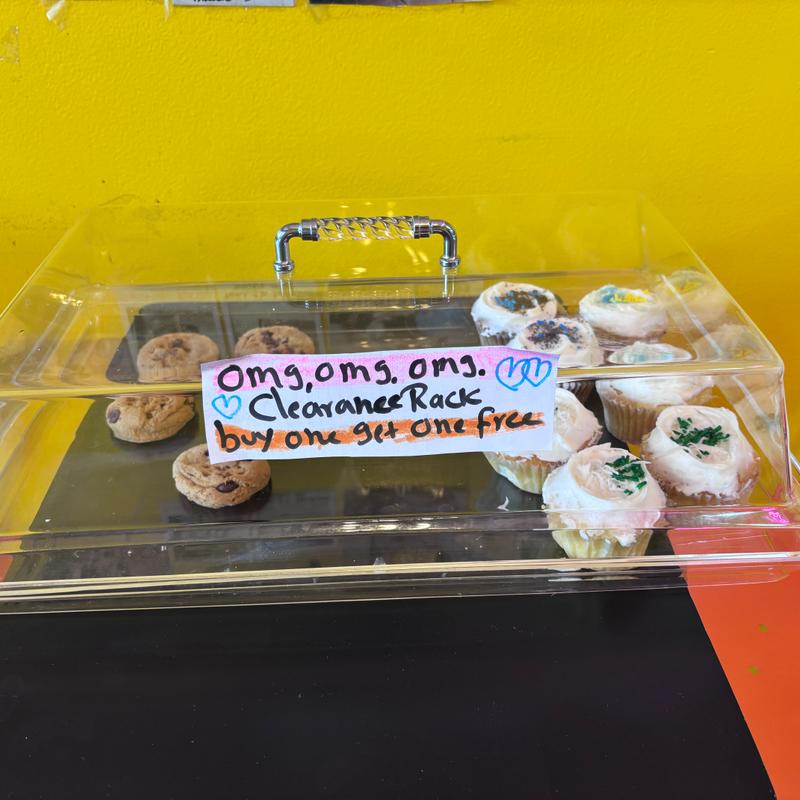 Omg, omg. omg.
Clearance Rack
buy one get one free